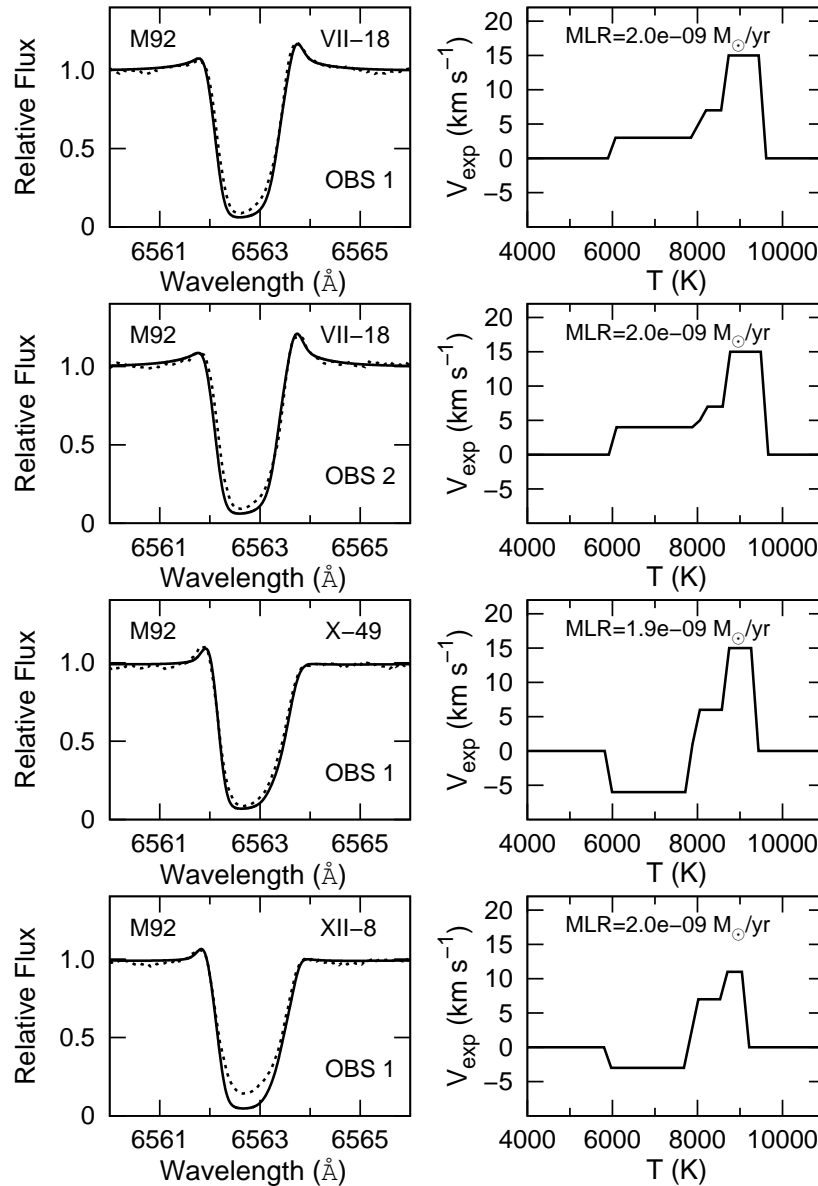 Relative Flux
1.0
0.5
0
M92
VII−18
OBS 1
6561
6563
6565
Wavelength (Å)
V_exp (km s⁻¹)
20
15
10
5
0
−5
MLR=2.0e−09 M☉/yr
4000
6000
8000
10000
T (K)
Relative Flux
1.0
0.5
0
M92
VII−18
OBS 2
6561
6563
6565
Wavelength (Å)
V_exp (km s⁻¹)
20
15
10
5
0
−5
MLR=2.0e−09 M☉/yr
4000
6000
8000
10000
T (K)
Relative Flux
1.0
0.5
0
M92
X−49
OBS 1
6561
6563
6565
Wavelength (Å)
V_exp (km s⁻¹)
20
15
10
5
0
−5
MLR=1.9e−09 M☉/yr
4000
6000
8000
10000
T (K)
Relative Flux
1.0
0.5
0
M92
XII−8
OBS 1
6561
6563
6565
Wavelength (Å)
V_exp (km s⁻¹)
20
15
10
5
0
−5
MLR=2.0e−09 M☉/yr
4000
6000
8000
10000
T (K)